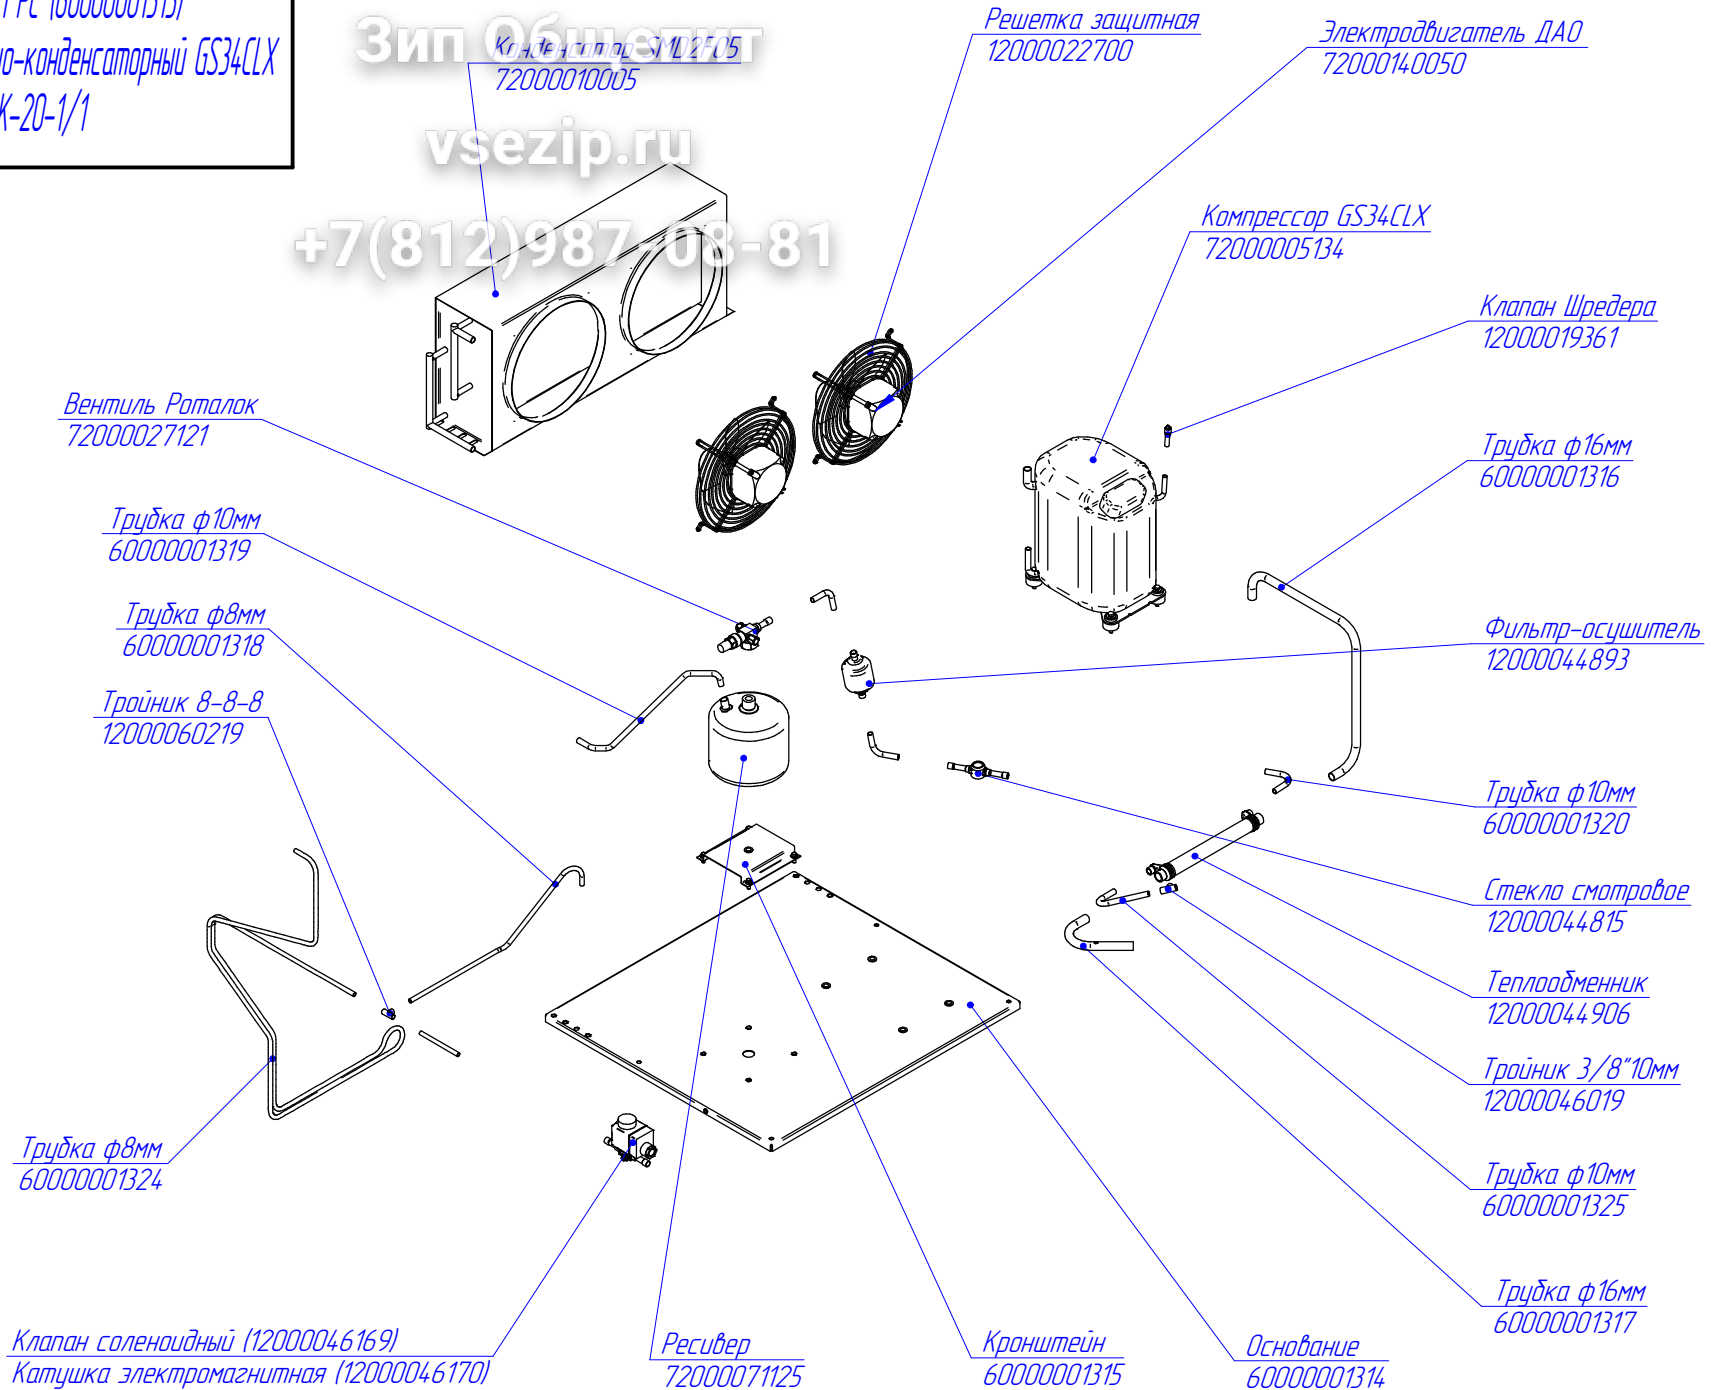 (60000001313)
но-конденсаторный GS34CLX
К-20-1/1
Зип Общепит
vsezip.ru
+7(812)987-08-81
Конденсатор SMD2F05
72000010005
Решетка защитная
12000022700
Электродвигатель ДАО
72000140050
Компрессор GS34CLX
72000005134
Клапан Шредера
12000019361
Вентиль Роталок
72000027121
Трубка ф16мм
60000001316
Трубка ф10мм
60000001319
Трубка ф8мм
60000001318
Фильтр-осушитель
12000044893
Тройник 8-8-8
12000060219
Трубка ф10мм
60000001320
Стекло смотровое
12000044815
Теплообменник
12000044906
Тройник 3/8"10мм
12000046019
Трубка ф8мм
60000001324
Трубка ф10мм
60000001325
Трубка ф16мм
60000001317
Клапан соленоидный (12000046169)
Катушка электромагнитная (12000046170)
Ресивер
72000071125
Кронштейн
60000001315
Основание
60000001314